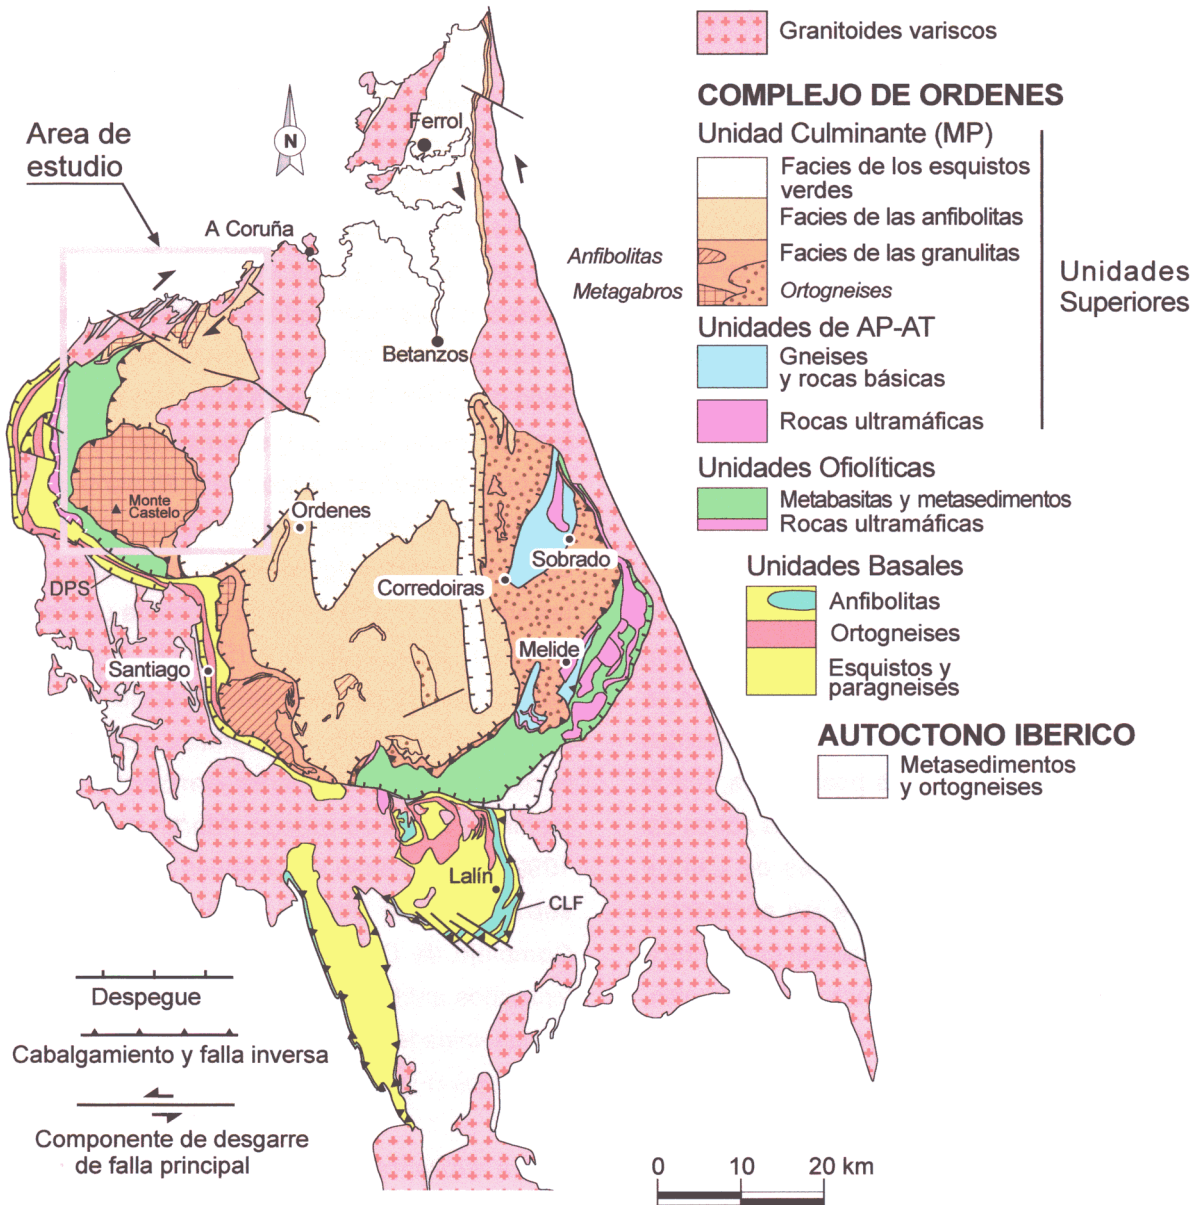 Granitoides variscos
COMPLEJO DE ORDENES
Unidad Culminante (MP)
Facies de los esquistos
verdes
Facies de las anfibolitas
Anfibolitas
Facies de las granulitas
Metagabros
Ortogneises
Unidades
Superiores
Unidades de AP-AT
Gneises
y rocas básicas
Rocas ultramáficas
Unidades Ofiolíticas
Metabasitas y metasedimentos
Rocas ultramáficas
Unidades Basales
Anfibolitas
Ortogneises
Esquistos y
paragneises
AUTOCTONO IBERICO
Metasedimentos
y ortogneises
Area de
estudio
N
Ferrol
A Coruña
Betanzos
Monte
Castelo
Ordenes
Sobrado
Corredoiras
DPS
Santiago
Melide
Lalín
CLF
Despegue
Cabalgamiento y falla inversa
Componente de desgarre
de falla principal
0 10 20 km